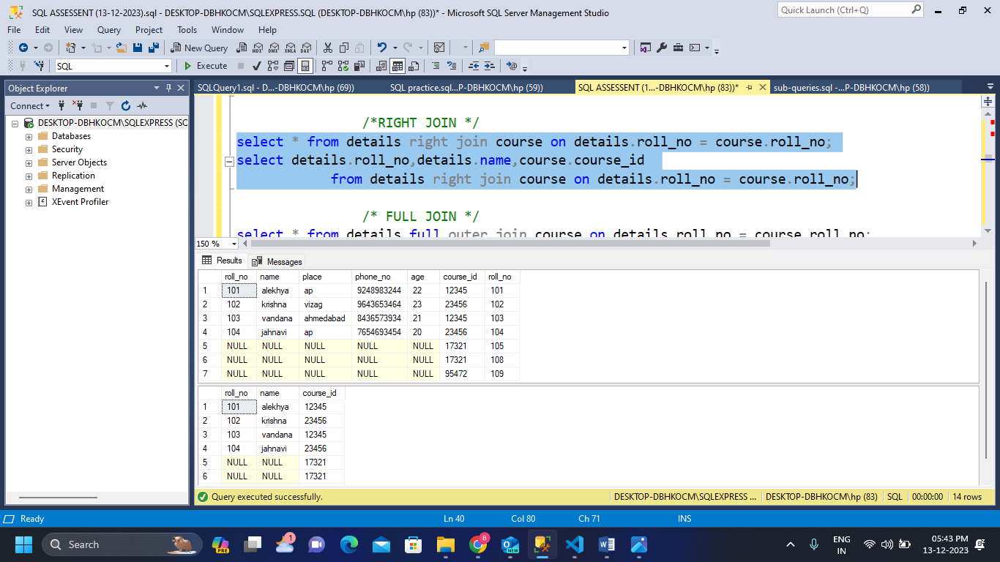 SQL ASSESSENT (13-12-2023).sql - DESKTOP-DBHKOCM\SQLEXPRESS.SQL (DESKTOP-DBHKOCM\hp (83))* - Microsoft SQL Server Management Studio
Quick Launch (Ctrl+Q)
File Edit View Query Project Tools Window Help
New Query MDX DMX XMLA DAX
SQL Execute
Object Explorer
Connect
DESKTOP-DBHKOCM\SQLEXPRESS (SQ
Databases
Security
Server Objects
Replication
Management
XEvent Profiler
SQLQuery1.sql - D...-DBHKOCM\hp (69)) SQL practice.sql...P-DBHKOCM\hp (59)) SQL ASSESSENT (1...-DBHKOCM\hp (83))* sub-queries.sql -...P-DBHKOCM\hp (58))
/*RIGHT JOIN */
select * from details right join course on details.roll_no = course.roll_no;
select details.roll_no,details.name,course.course_id
from details right join course on details.roll_no = course.roll_no;
/* FULL JOIN */
select * from details full outer join course on details.roll_no = course.roll_no;
150 %
Results Messages
roll_no name place phone_no age course_id roll_no
1 101 alekhya ap 9248983244 22 12345 101
2 102 krishna vizag 9643653464 23 23456 102
3 103 vandana ahmedabad 8436573934 21 12345 103
4 104 jahnavi ap 7654693454 20 23456 104
5 NULL NULL NULL NULL NULL 17321 105
6 NULL NULL NULL NULL NULL 17321 108
7 NULL NULL NULL NULL NULL 95472 109
roll_no name course_id
1 101 alekhya 12345
2 102 krishna 23456
3 103 vandana 12345
4 104 jahnavi 23456
5 NULL NULL 17321
6 NULL NULL 17321
Query executed successfully. DESKTOP-DBHKOCM\SQLEXPRESS ... DESKTOP-DBHKOCM\hp (83) SQL 00:00:00 14 rows
Ready Ln 40 Col 80 Ch 71 INS
Search PRE 1 B NEW W ENG IN 05:43 PM 13-12-2023